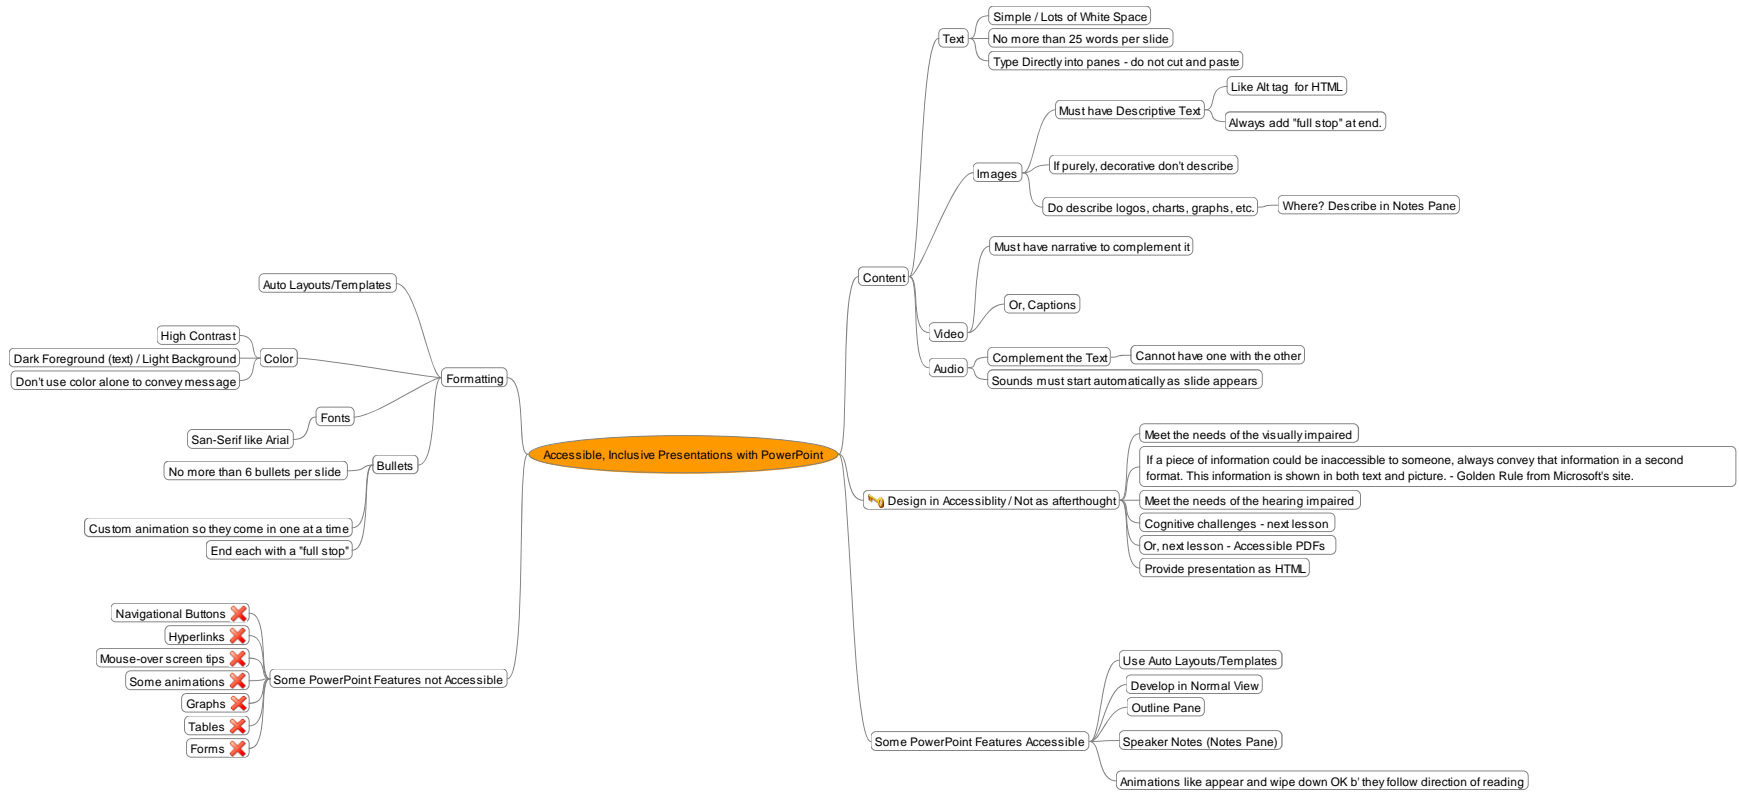 Accessible, Inclusive Presentations with PowerPoint
Content
Text
Simple / Lots of White Space
No more than 25 words per slide
Type Directly into panes - do not cut and paste
Images
Must have Descriptive Text
Like Alt tag  for HTML
Always add "full stop" at end.
If purely, decorative don't describe
Do describe logos, charts, graphs, etc.
Where? Describe in Notes Pane
Video
Must have narrative to complement it
Or, Captions
Audio
Complement the Text
Cannot have one with the other
Sounds must start automatically as slide appears
Design in Accessiblity / Not as afterthought
Meet the needs of the visually impaired
If a piece of information could be inaccessible to someone, always convey that information in a second
format. This information is shown in both text and picture. - Golden Rule from Microsoft's site.
Meet the needs of the hearing impaired
Cognitive challenges - next lesson
Or, next lesson - Accessible PDFs
Provide presentation as HTML
Some PowerPoint Features Accessible
Use Auto Layouts/Templates
Develop in Normal View
Outline Pane
Speaker Notes (Notes Pane)
Animations like appear and wipe down OK b' they follow direction of reading
Formatting
Auto Layouts/Templates
Color
High Contrast
Dark Foreground (text) / Light Background
Don't use color alone to convey message
Fonts
San-Serif like Arial
Bullets
No more than 6 bullets per slide
Custom animation so they come in one at a time
End each with a "full stop"
Some PowerPoint Features not Accessible
Navigational Buttons
Hyperlinks
Mouse-over screen tips
Some animations
Graphs
Tables
Forms